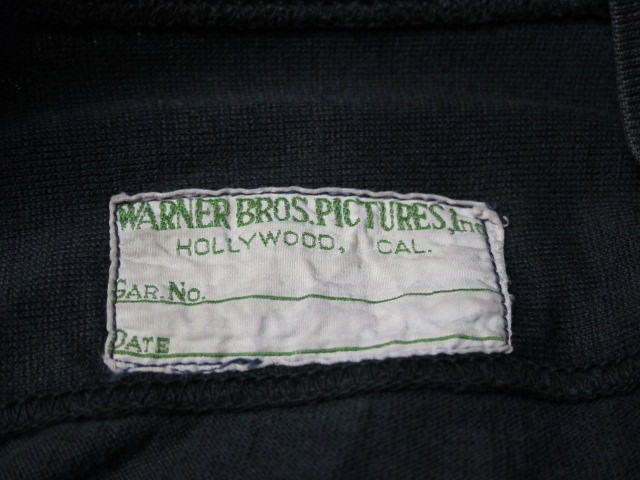 WARNER BROS. PICTURES, Inc
HOLLYWOOD, CAL.
GAR. NO.
DATE